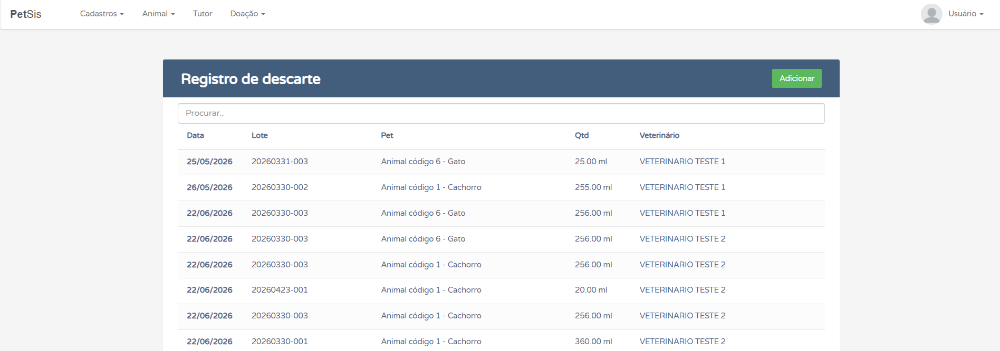 PetSis Cadastros Animal Tutor Doação Usuário
Registro de descarte Adicionar
Procurar..
Data Lote Pet Qtd Veterinário
25/05/2026 20260331-003 Animal código 6 - Gato 25.00 ml VETERINARIO TESTE 1
26/05/2026 20260330-002 Animal código 1 - Cachorro 255.00 ml VETERINARIO TESTE 1
22/06/2026 20260330-003 Animal código 6 - Gato 256.00 ml VETERINARIO TESTE 1
22/06/2026 20260330-003 Animal código 6 - Gato 256.00 ml VETERINARIO TESTE 2
22/06/2026 20260330-003 Animal código 1 - Cachorro 256.00 ml VETERINARIO TESTE 2
22/06/2026 20260423-001 Animal código 1 - Cachorro 20.00 ml VETERINARIO TESTE 2
22/06/2026 20260330-003 Animal código 1 - Cachorro 256.00 ml VETERINARIO TESTE 2
22/06/2026 20260330-001 Animal código 1 - Cachorro 360.00 ml VETERINARIO TESTE 2